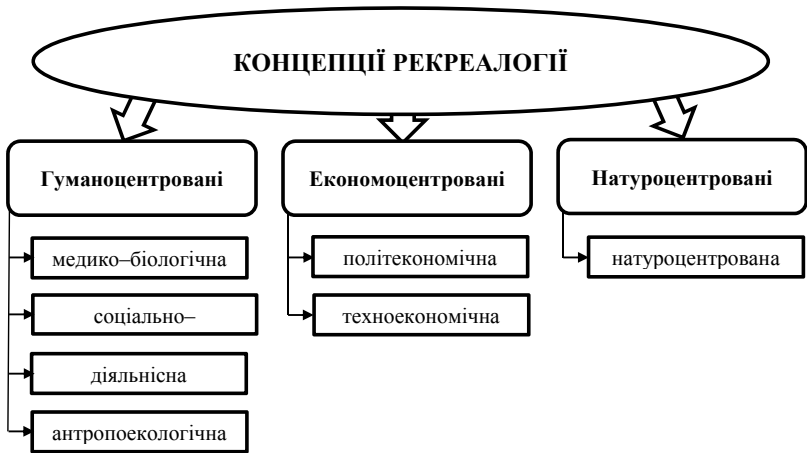 КОНЦЕПЦІЇ РЕКРЕАЛОГІЇ
Гуманоцентровані
Економоцентровані
Натуроцентровані
медико–біологічна
соціально–
діяльнісна
антропоекологічна
політекономічна
техноекономічна
натуроцентрована